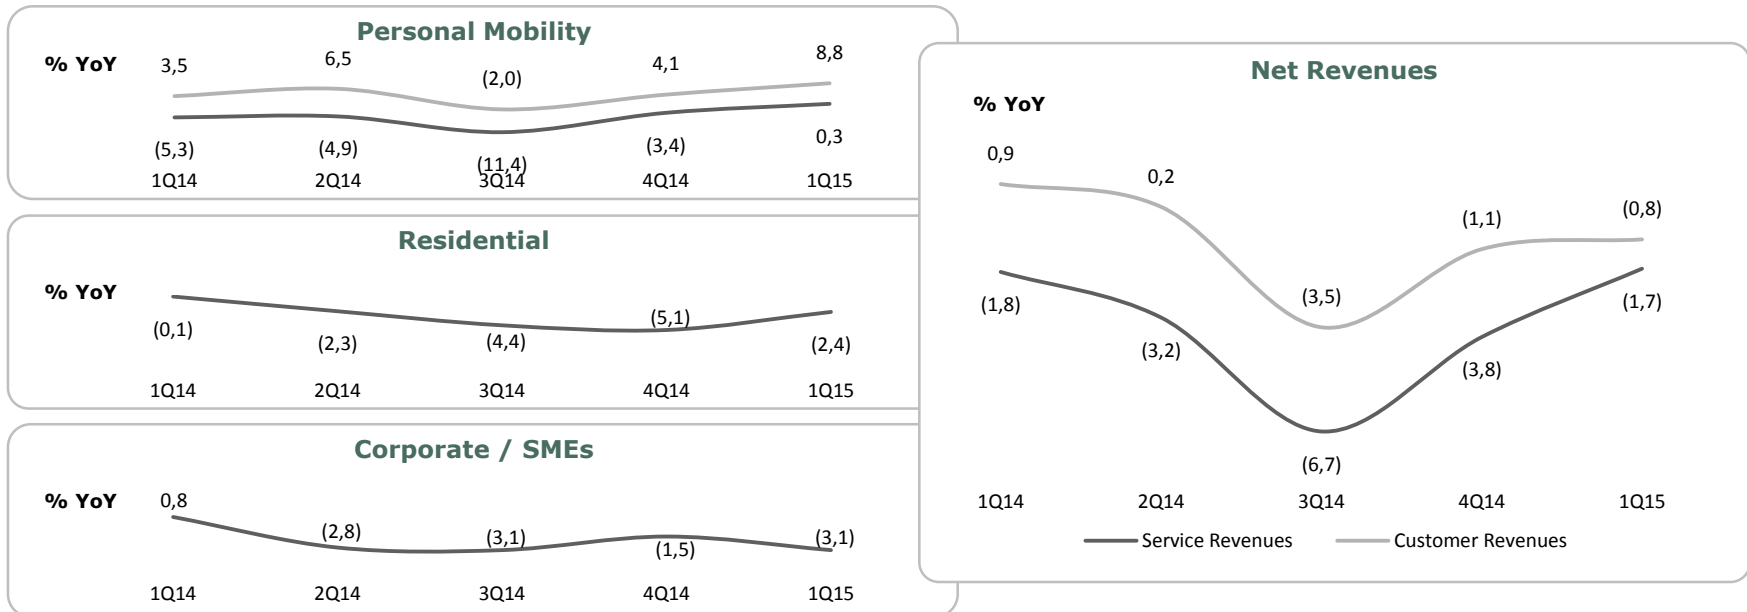 Personal Mobility
% YoY
3,5 6,5 (2,0) 4,1 8,8
(5,3) (4,9) (11,4) (3,4) 0,3
1Q14 2Q14 3Q14 4Q14 1Q15
Residential
% YoY
(0,1) (2,3) (4,4) (5,1) (2,4)
1Q14 2Q14 3Q14 4Q14 1Q15
Corporate / SMEs
% YoY
0,8 (2,8) (3,1) (1,5) (3,1)
1Q14 2Q14 3Q14 4Q14 1Q15
Net Revenues
% YoY
0,9 0,2 (3,5) (1,1) (0,8)
(1,8) (3,2) (6,7) (3,8) (1,7)
1Q14 2Q14 3Q14 4Q14 1Q15
Service Revenues Customer Revenues